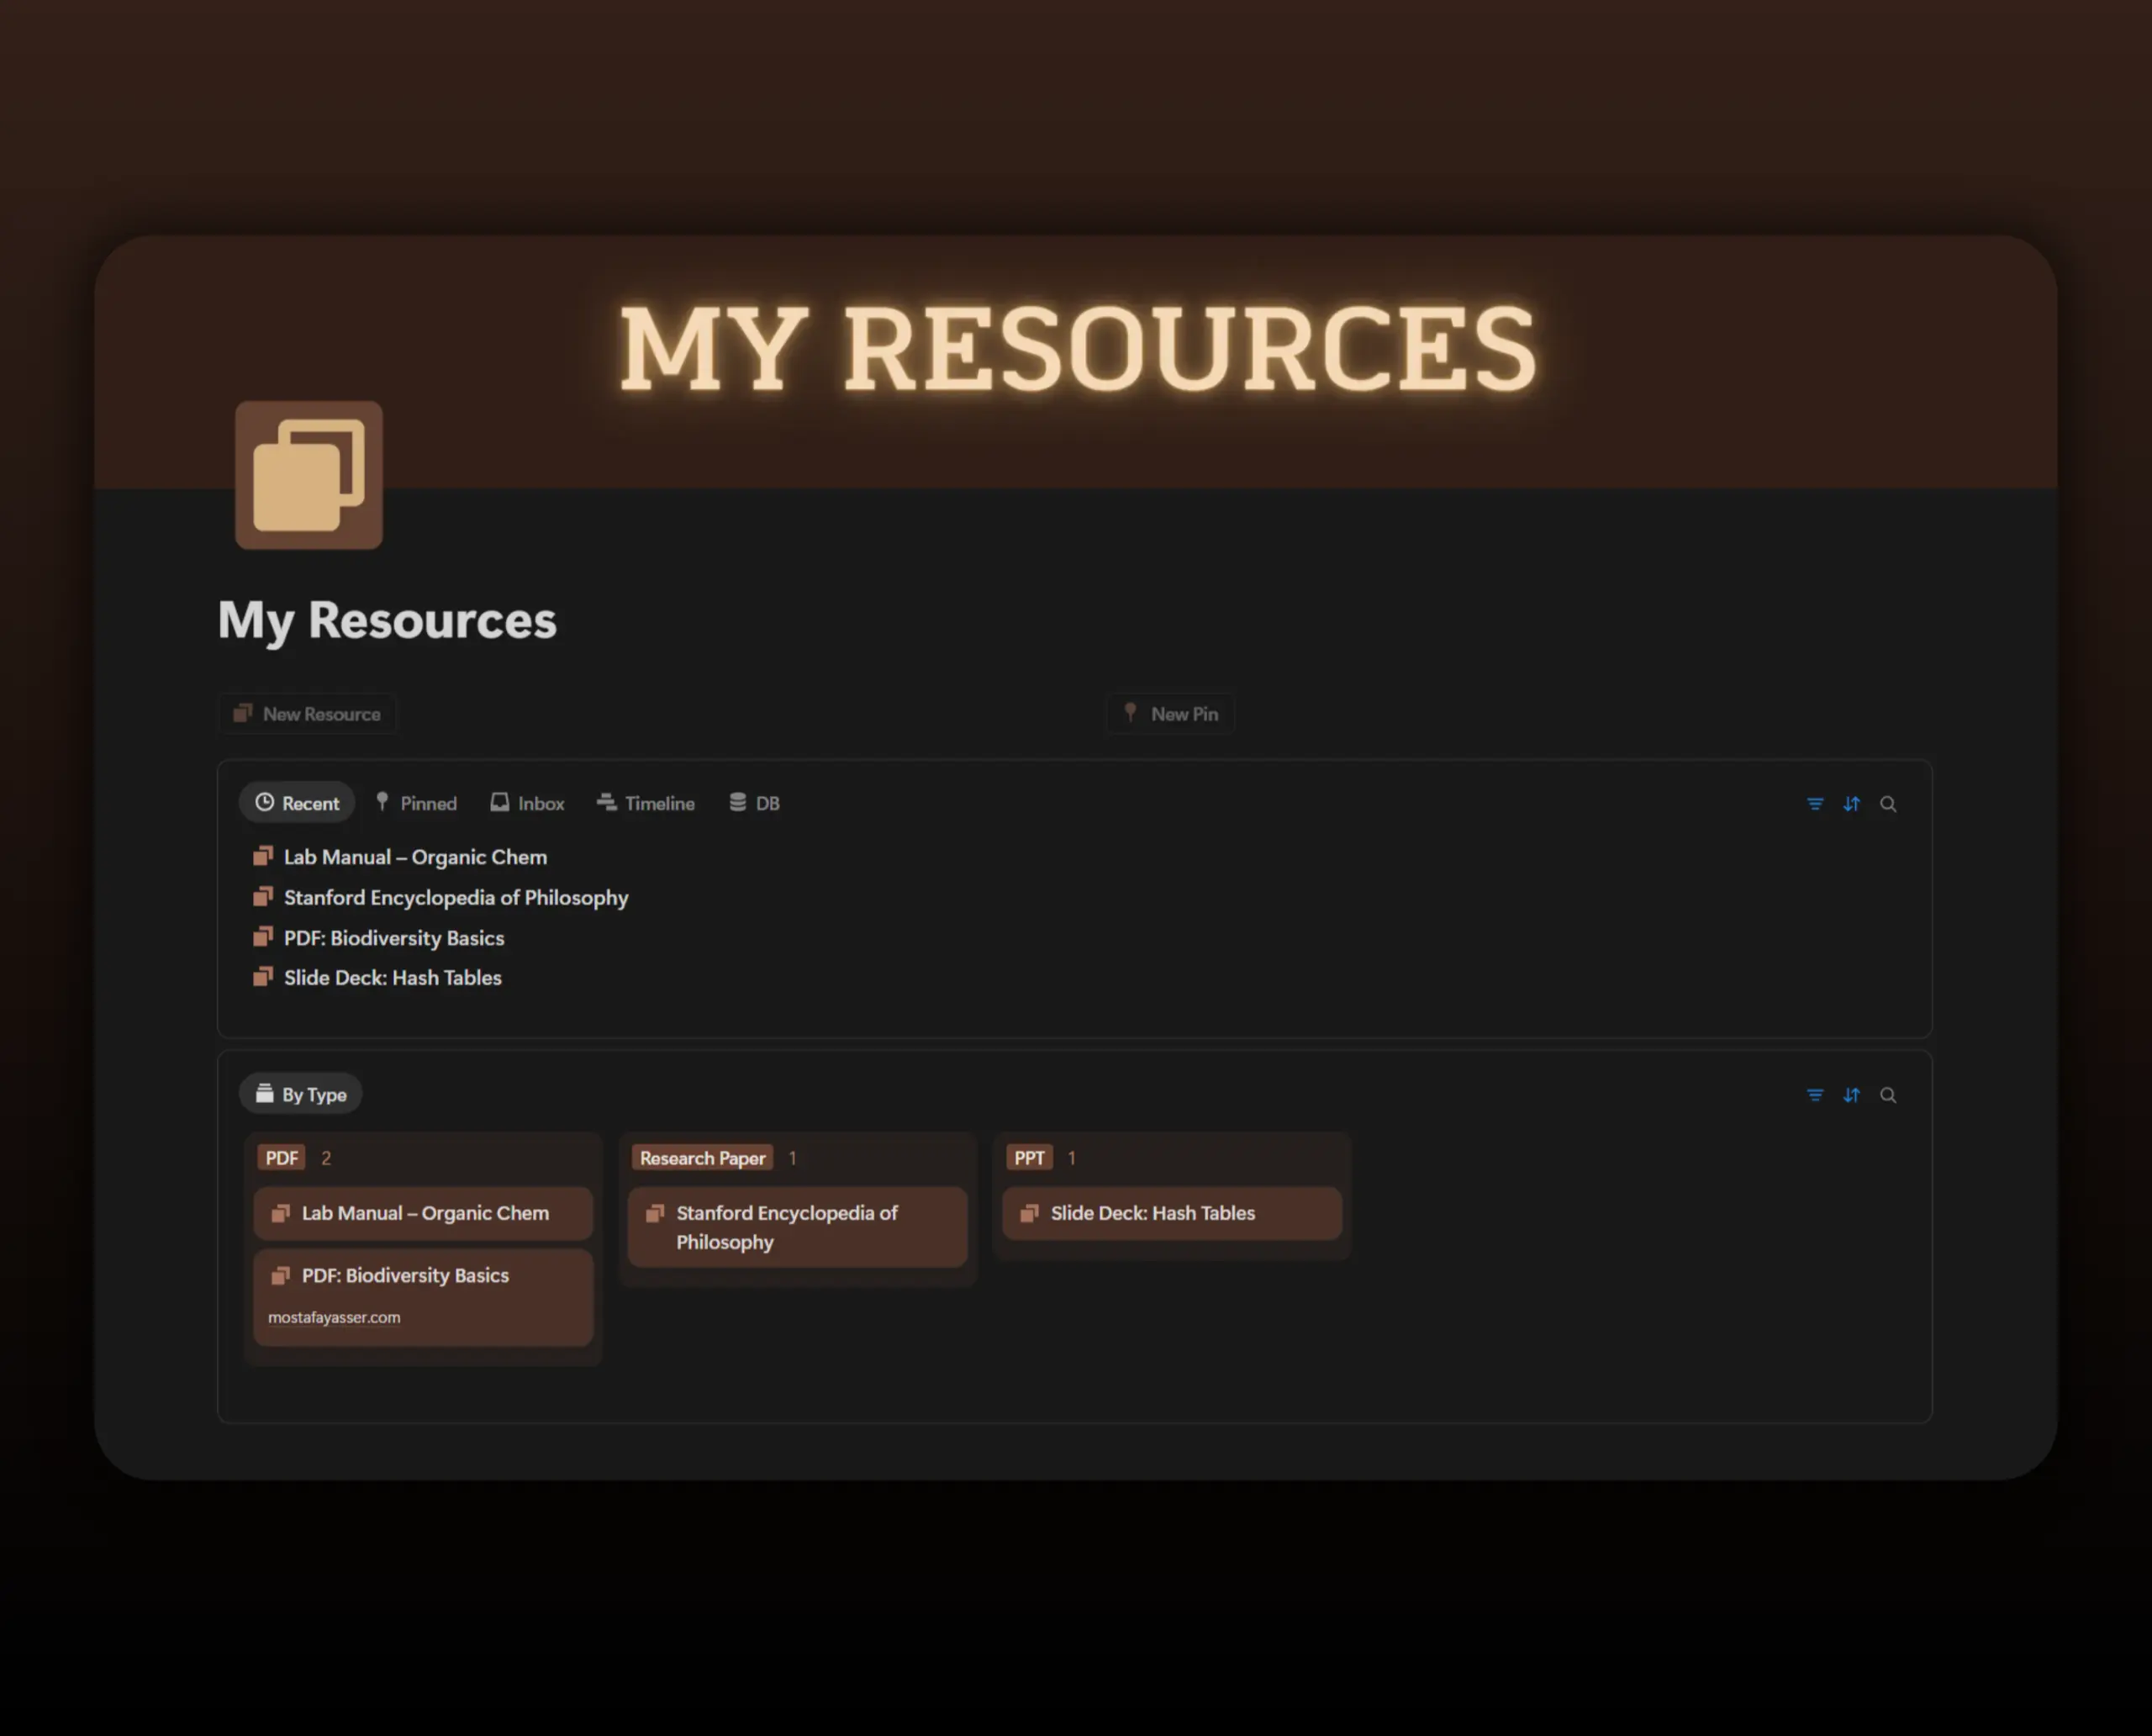 MY RESOURCES
My Resources
New Resource
New Pin
Recent Pinned Inbox Timeline DB
Lab Manual – Organic Chem
Stanford Encyclopedia of Philosophy
PDF: Biodiversity Basics
Slide Deck: Hash Tables
By Type
PDF 2
Lab Manual – Organic Chem
PDF: Biodiversity Basics
mostafayasser.com
Research Paper 1
Stanford Encyclopedia of
Philosophy
PPT 1
Slide Deck: Hash Tables